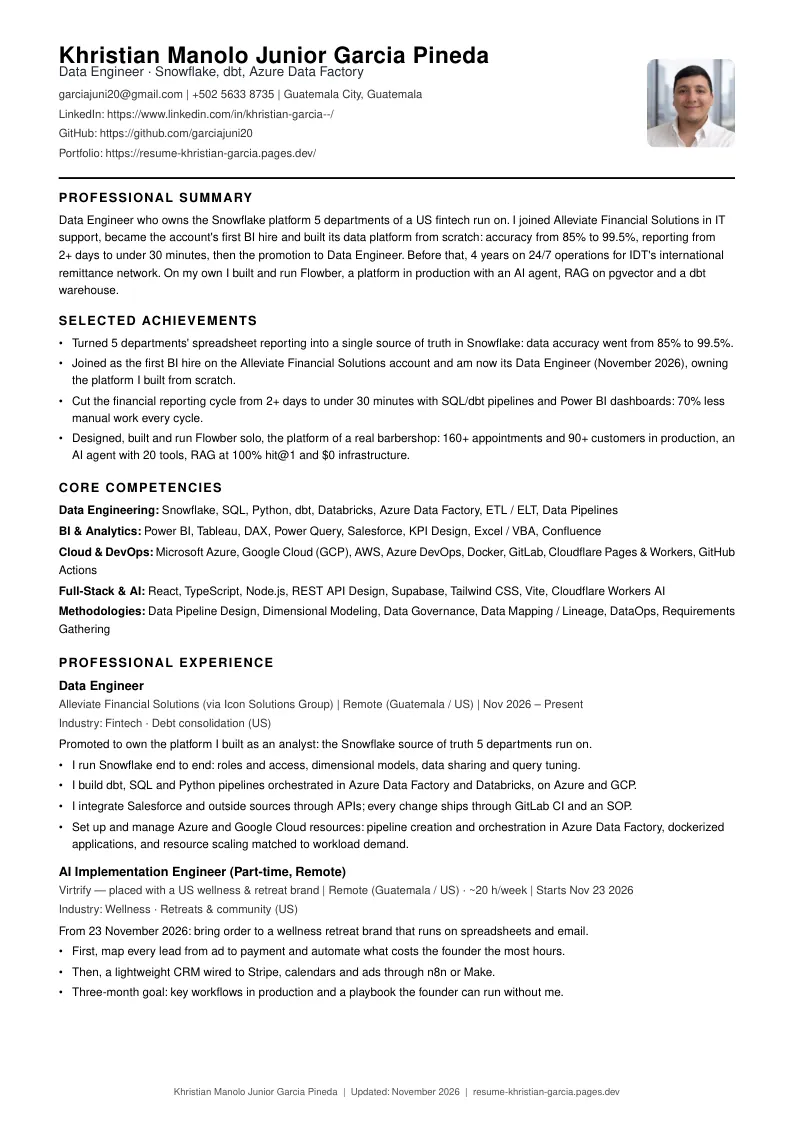 Khristian Manolo Junior Garcia Pineda
Data Engineer · Snowflake, dbt, Azure Data Factory
garciajuni20@gmail.com | +502 5633 8735 | Guatemala City, Guatemala
LinkedIn: https://www.linkedin.com/in/khristian-garcia--/
GitHub: https://github.com/garciajuni20
Portfolio: https://resume-khristian-garcia.pages.dev/
PROFESSIONAL SUMMARY
Data Engineer who owns the Snowflake platform 5 departments of a US fintech run on. I joined Alleviate Financial Solutions in IT
support, became the account's first BI hire and built its data platform from scratch: accuracy from 85% to 99.5%, reporting from
2+ days to under 30 minutes, then the promotion to Data Engineer. Before that, 4 years on 24/7 operations for IDT's international
remittance network. On my own I built and run Flowber, a platform in production with an AI agent, RAG on pgvector and a dbt
warehouse.
SELECTED ACHIEVEMENTS
• Turned 5 departments' spreadsheet reporting into a single source of truth in Snowflake: data accuracy went from 85% to 99.5%.
• Joined as the first BI hire on the Alleviate Financial Solutions account and am now its Data Engineer (November 2026), owning
the platform I built from scratch.
• Cut the financial reporting cycle from 2+ days to under 30 minutes with SQL/dbt pipelines and Power BI dashboards: 70% less
manual work every cycle.
• Designed, built and run Flowber solo, the platform of a real barbershop: 160+ appointments and 90+ customers in production, an
AI agent with 20 tools, RAG at 100% hit@1 and $0 infrastructure.
CORE COMPETENCIES
Data Engineering: Snowflake, SQL, Python, dbt, Databricks, Azure Data Factory, ETL / ELT, Data Pipelines
BI & Analytics: Power BI, Tableau, DAX, Power Query, Salesforce, KPI Design, Excel / VBA, Confluence
Cloud & DevOps: Microsoft Azure, Google Cloud (GCP), AWS, Azure DevOps, Docker, GitLab, Cloudflare Pages & Workers, GitHub
Actions
Full-Stack & AI: React, TypeScript, Node.js, REST API Design, Supabase, Tailwind CSS, Vite, Cloudflare Workers AI
Methodologies: Data Pipeline Design, Dimensional Modeling, Data Governance, Data Mapping / Lineage, DataOps, Requirements
Gathering
PROFESSIONAL EXPERIENCE
Data Engineer
Alleviate Financial Solutions (via Icon Solutions Group) | Remote (Guatemala / US) | Nov 2026 – Present
Industry: Fintech · Debt consolidation (US)
Promoted to own the platform I built as an analyst: the Snowflake source of truth 5 departments run on.
• I run Snowflake end to end: roles and access, dimensional models, data sharing and query tuning.
• I build dbt, SQL and Python pipelines orchestrated in Azure Data Factory and Databricks, on Azure and GCP.
• I integrate Salesforce and outside sources through APIs; every change ships through GitLab CI and an SOP.
• Set up and manage Azure and Google Cloud resources: pipeline creation and orchestration in Azure Data Factory, dockerized
applications, and resource scaling matched to workload demand.
AI Implementation Engineer (Part-time, Remote)
Virtrify — placed with a US wellness & retreat brand | Remote (Guatemala / US) · ~20 h/week | Starts Nov 23 2026
Industry: Wellness · Retreats & community (US)
From 23 November 2026: bring order to a wellness retreat brand that runs on spreadsheets and email.
• First, map every lead from ad to payment and automate what costs the founder the most hours.
• Then, a lightweight CRM wired to Stripe, calendars and ads through n8n or Make.
• Three-month goal: key workflows in production and a playbook the founder can run without me.
Khristian Manolo Junior Garcia Pineda | Updated: November 2026 | resume-khristian-garcia.pages.dev